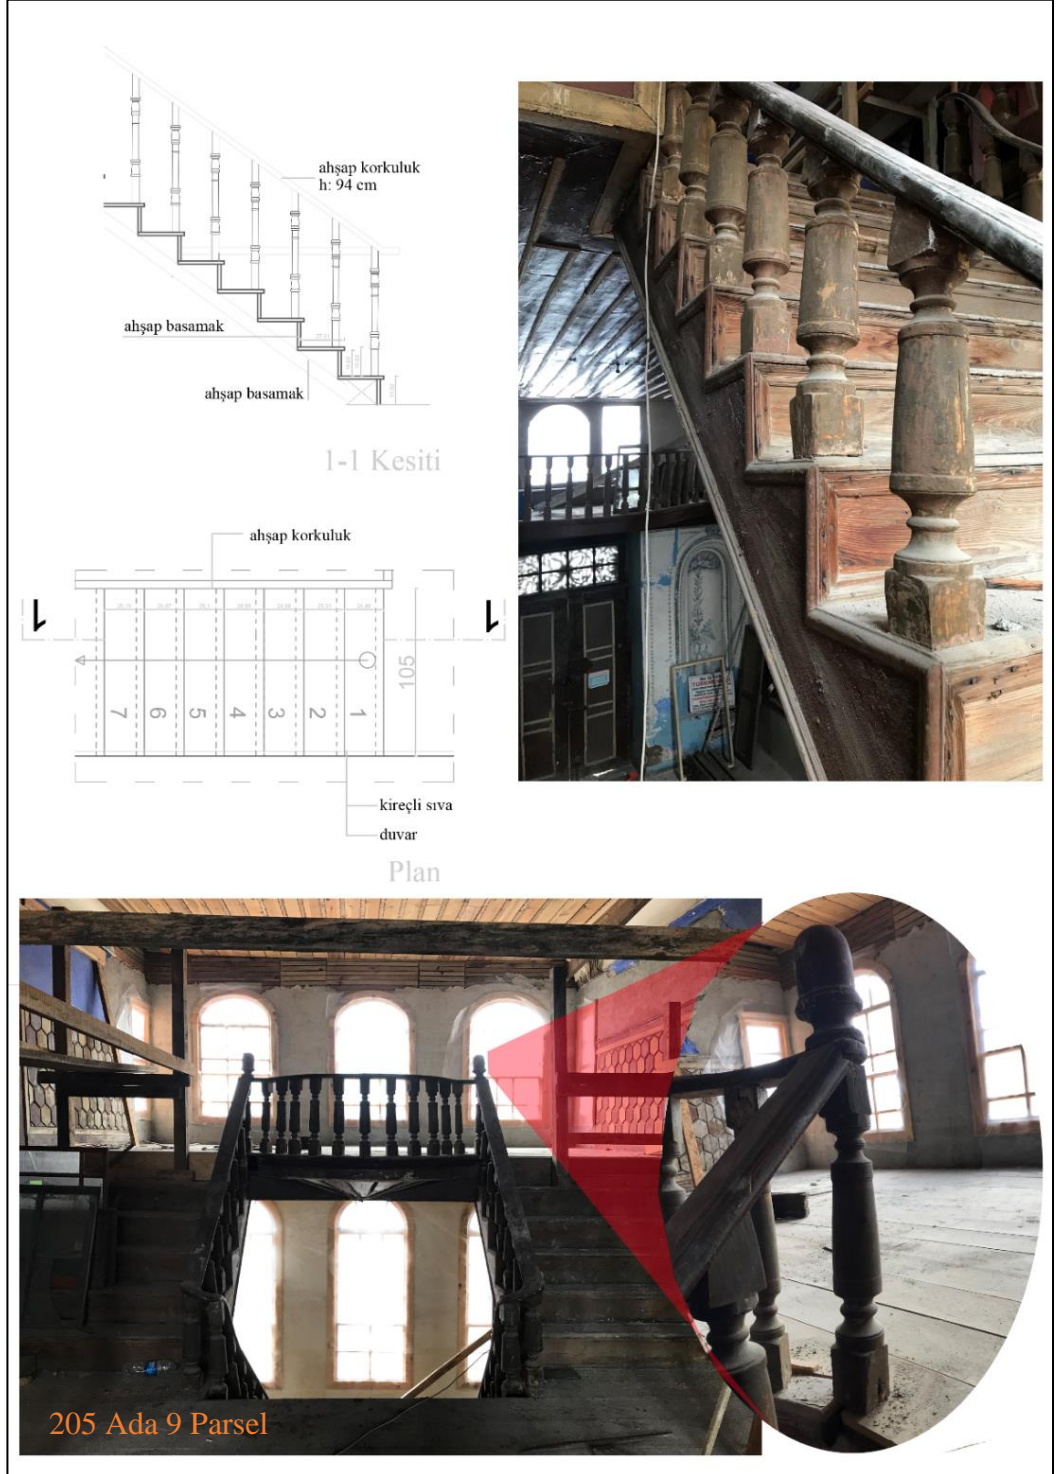 ahşap korkuluk
h: 94 cm
ahşap basamak
ahşap basamak
1-1 Kesiti
ahşap korkuluk
1
1
105
7 6 5 4 3 2 1
kireçli sıva
duvar
Plan
205 Ada 9 Parsel